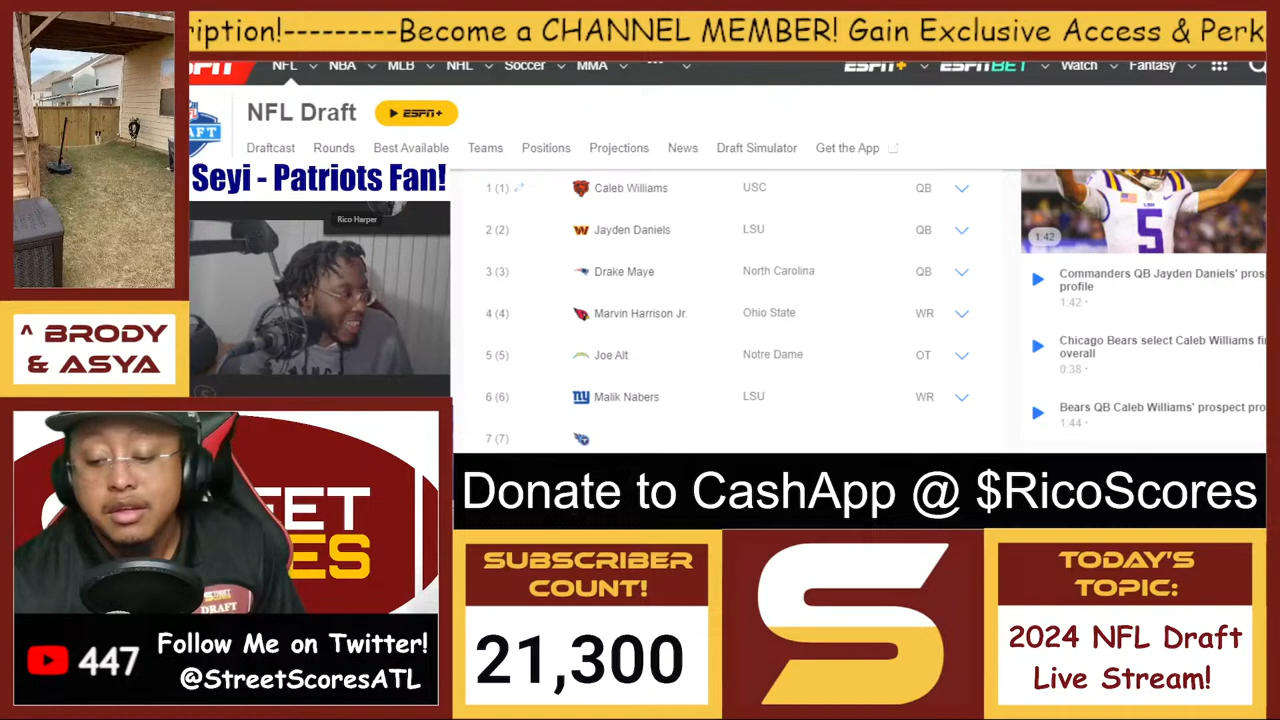 ription!---------Become a CHANNEL MEMBER! Gain Exclusive Access & Perk
NFL NBA MLB NHL Soccer MMA ... ESPN+ ESPN BET Watch Fantasy
NFL Draft
ESPN+
Draftcast Rounds Best Available Teams Positions Projections News Draft Simulator Get the App
Seyi - Patriots Fan!
Rico Harper
1 (1) Caleb Williams USC QB
2 (2) Jayden Daniels LSU QB
3 (3) Drake Maye North Carolina QB
4 (4) Marvin Harrison Jr. Ohio State WR
5 (5) Joe Alt Notre Dame OT
6 (6) Malik Nabers LSU WR
7 (7)
5
1:42
Commanders QB Jayden Daniels' prosp
profile
1:42
Chicago Bears select Caleb Williams fi
overall
0:38
Bears QB Caleb Williams' prospect pro
1:44
^ BRODY
& ASYA
DRAFT
447
Follow Me on Twitter!
@StreetScoresATL
Donate to CashApp @ $RicoScores
SUBSCRIBER
COUNT!
21,300
S
TODAY'S
TOPIC:
2024 NFL Draft
Live Stream!